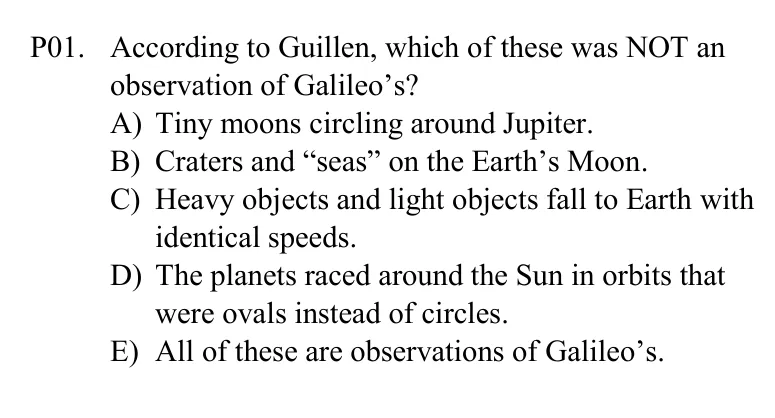 P01. According to Guillen, which of these was NOT an
observation of Galileo’s?
A) Tiny moons circling around Jupiter.
B) Craters and “seas” on the Earth’s Moon.
C) Heavy objects and light objects fall to Earth with
identical speeds.
D) The planets raced around the Sun in orbits that
were ovals instead of circles.
E) All of these are observations of Galileo’s.